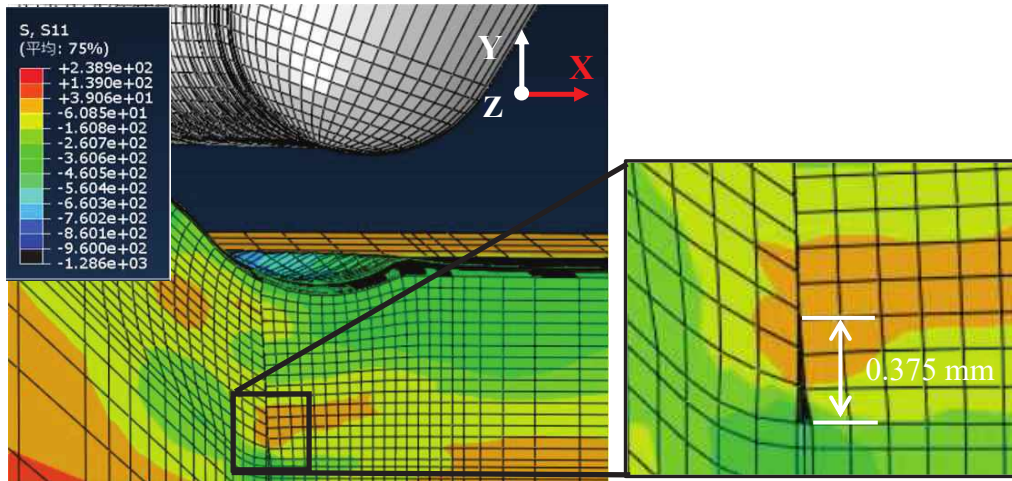 S, S11
(平均: 75%)
+2.389e+02
+1.390e+02
+3.906e+01
-6.085e+01
-1.608e+02
-2.607e+02
-3.606e+02
-4.605e+02
-5.604e+02
-6.603e+02
-7.602e+02
-8.601e+02
-9.600e+02
-1.286e+03
Y
X
Z
0.375 mm